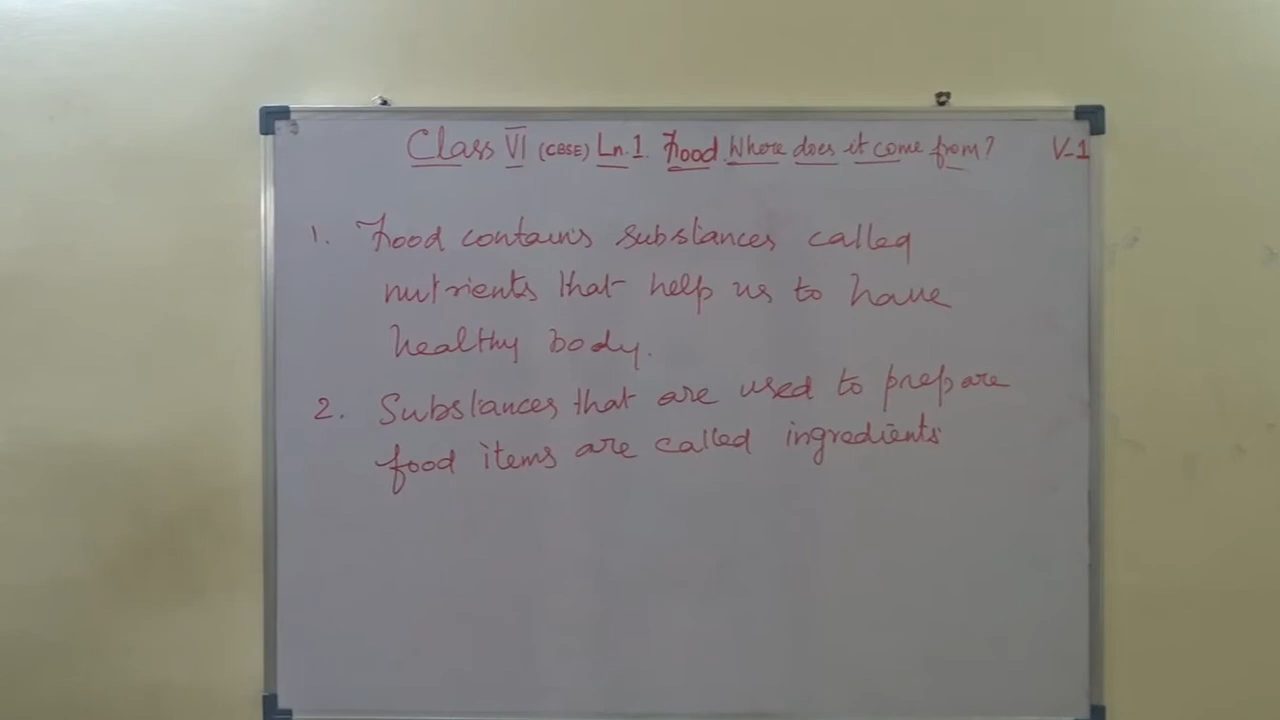 Class VI (CBSE) Ln.1. Food. Where does it come from? V-1
1. Food contains substances called
nutrients that help us to have
healthy body.
2. Substances that are used to prepare
food items are called ingredients